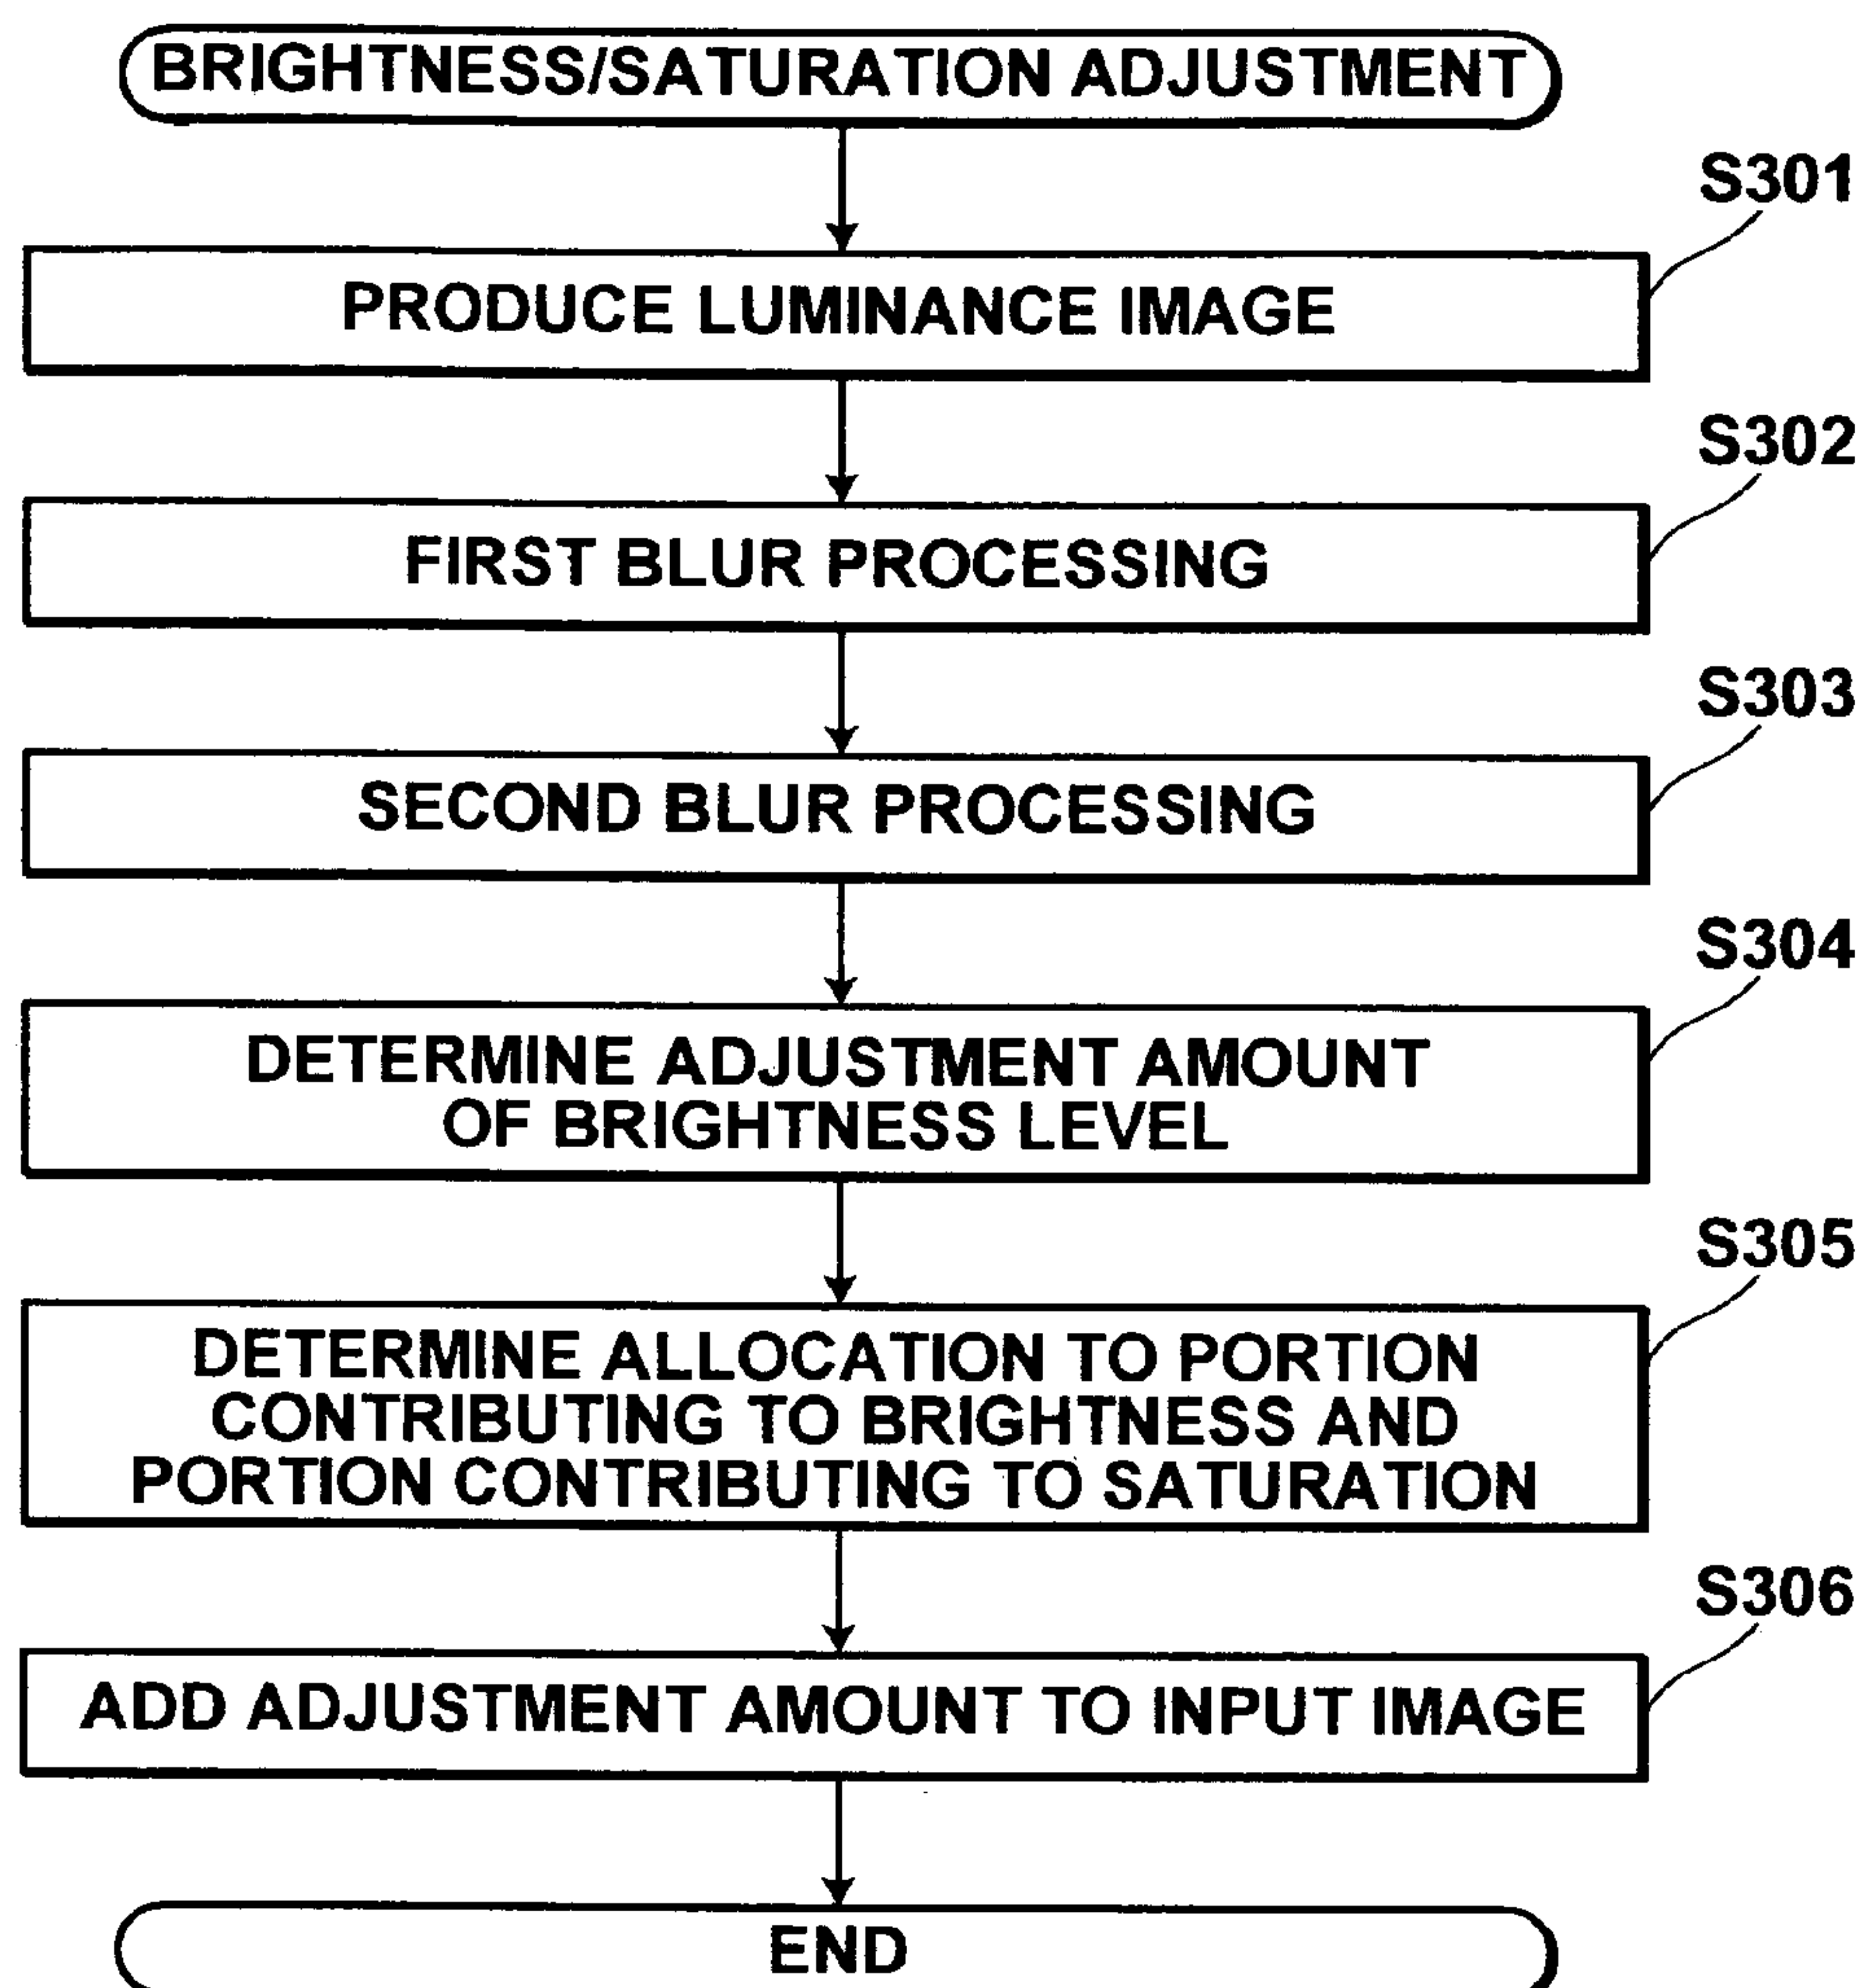 BRIGHTNESS/SATURATION ADJUSTMENT
S301
PRODUCE LUMINANCE IMAGE
S302
FIRST BLUR PROCESSING
S303
SECOND BLUR PROCESSING
S304
DETERMINE ADJUSTMENT AMOUNT
OF BRIGHTNESS LEVEL
S305
DETERMINE ALLOCATION TO PORTION
CONTRIBUTING TO BRIGHTNESS AND
PORTION CONTRIBUTING TO SATURATION
S306
ADD ADJUSTMENT AMOUNT TO INPUT IMAGE
END